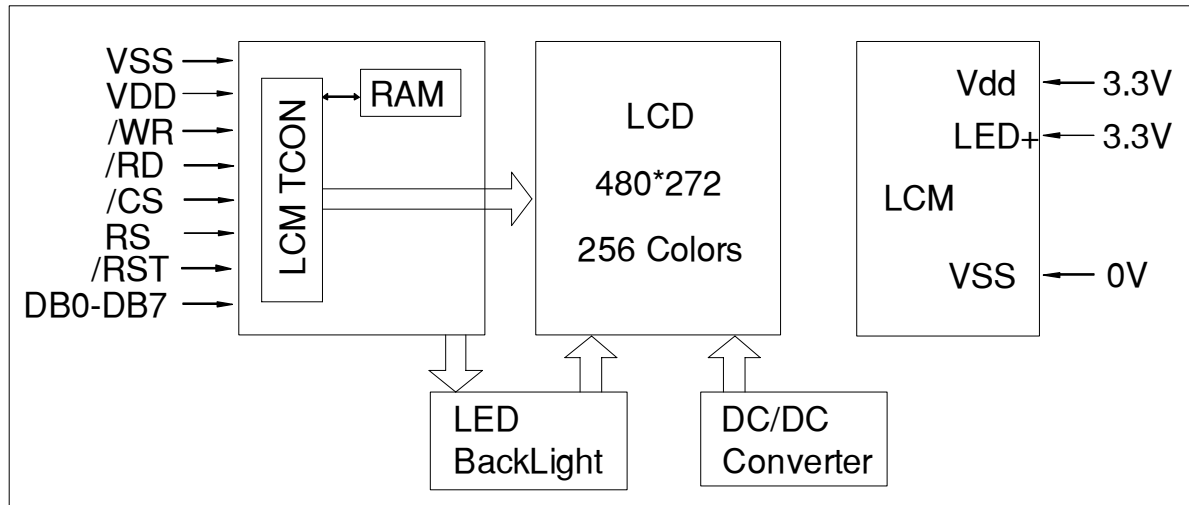 VSS
VDD
/WR
/RD
/CS
RS
/RST
DB0-DB7
LCM TCON
RAM
LCD
480*272
256 Colors
LED
BackLight
DC/DC
Converter
Vdd
3.3V
LED+
3.3V
LCM
VSS
0V